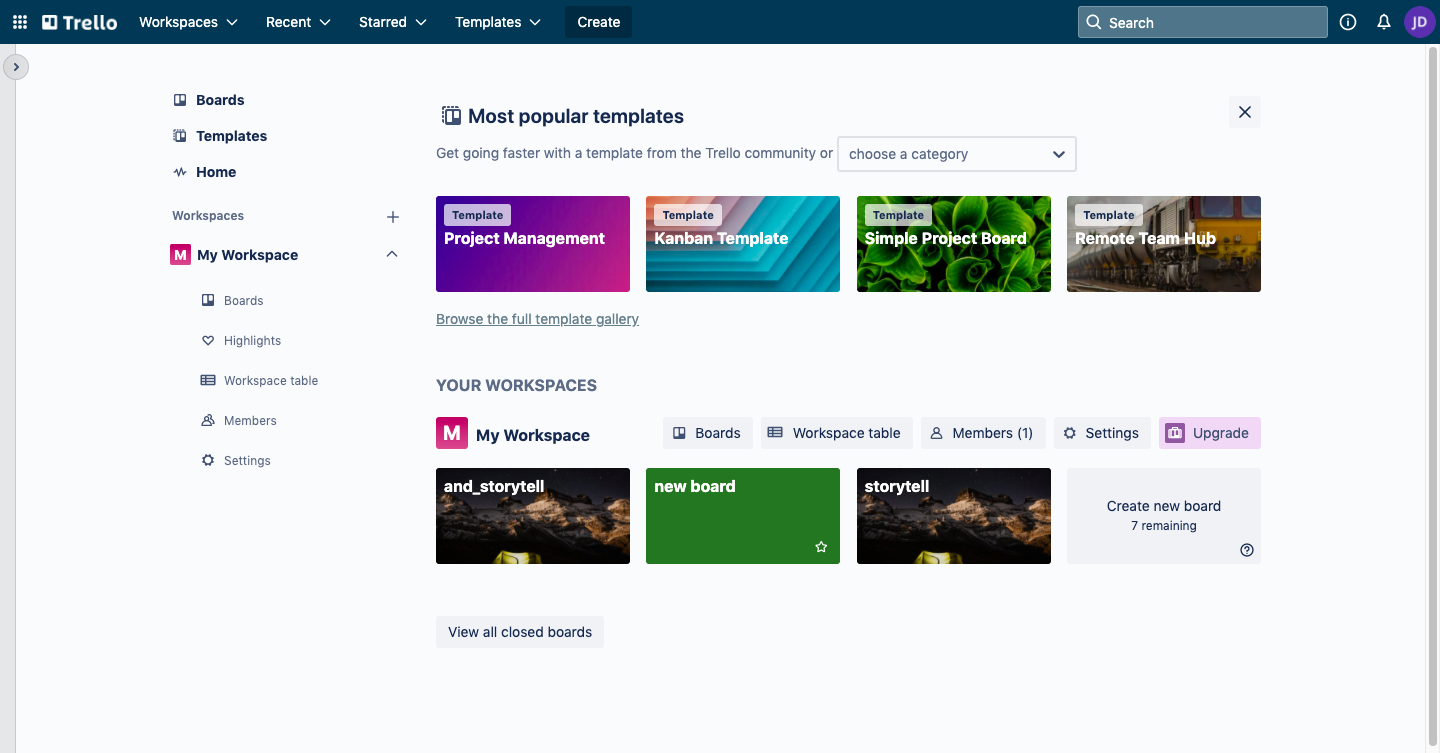 Trello
Workspaces
Recent
Starred
Templates
Create
Search
JD
Boards
Templates
Home
Workspaces
M My Workspace
Boards
Highlights
Workspace table
Members
Settings
Most popular templates
Get going faster with a template from the Trello community or choose a category
Template
Project Management
Template
Kanban Template
Template
Simple Project Board
Template
Remote Team Hub
Browse the full template gallery
YOUR WORKSPACES
M My Workspace
Boards
Workspace table
Members (1)
Settings
Upgrade
and_storytell
new board
storytell
Create new board
7 remaining
View all closed boards